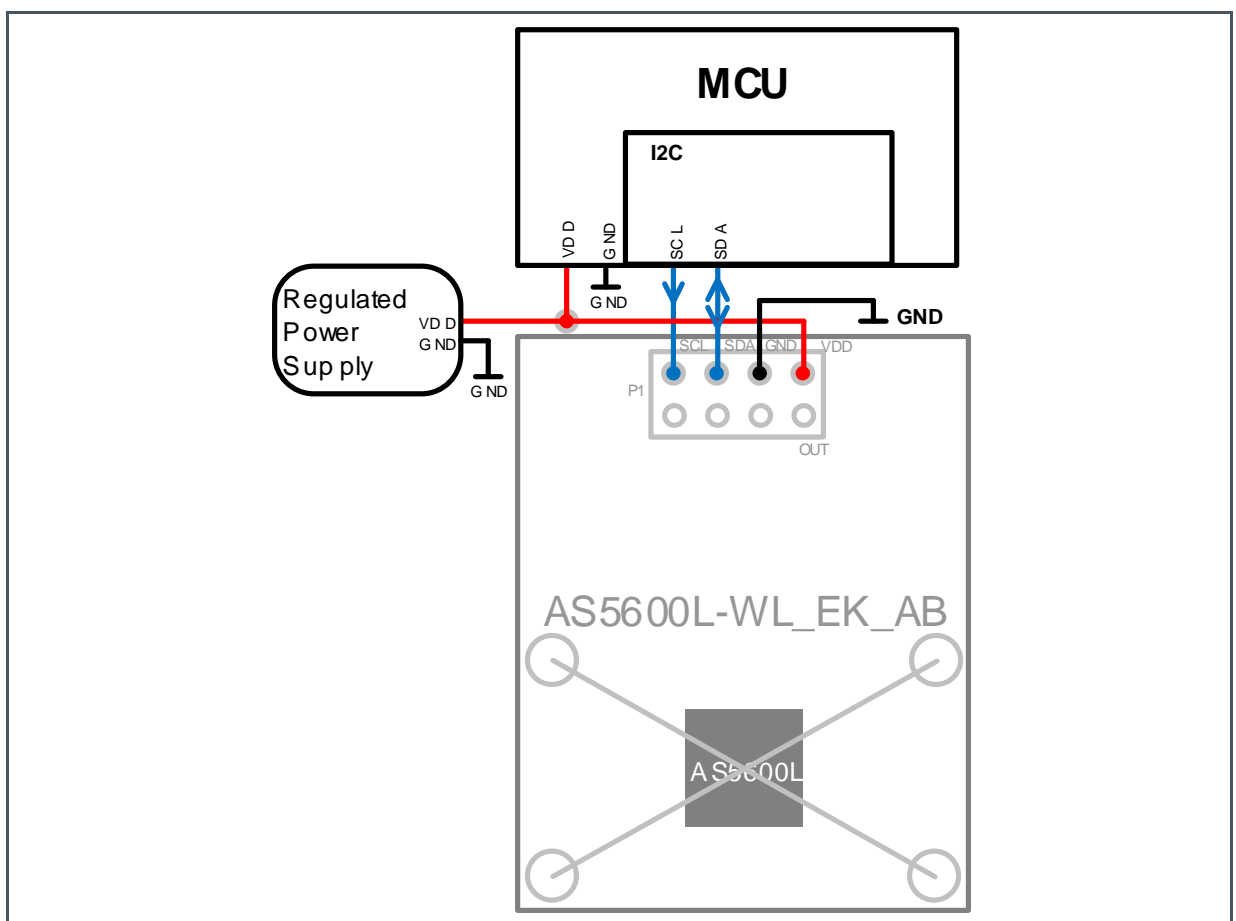 MCU
I2C
VDD
GND
SCL
SDA
GND
Regulated
Power
Supply
VDD
GND
GND
GND
SCL SDA GND VDD
P1
OUT
AS5600L-WL_EK_AB
AS5600L